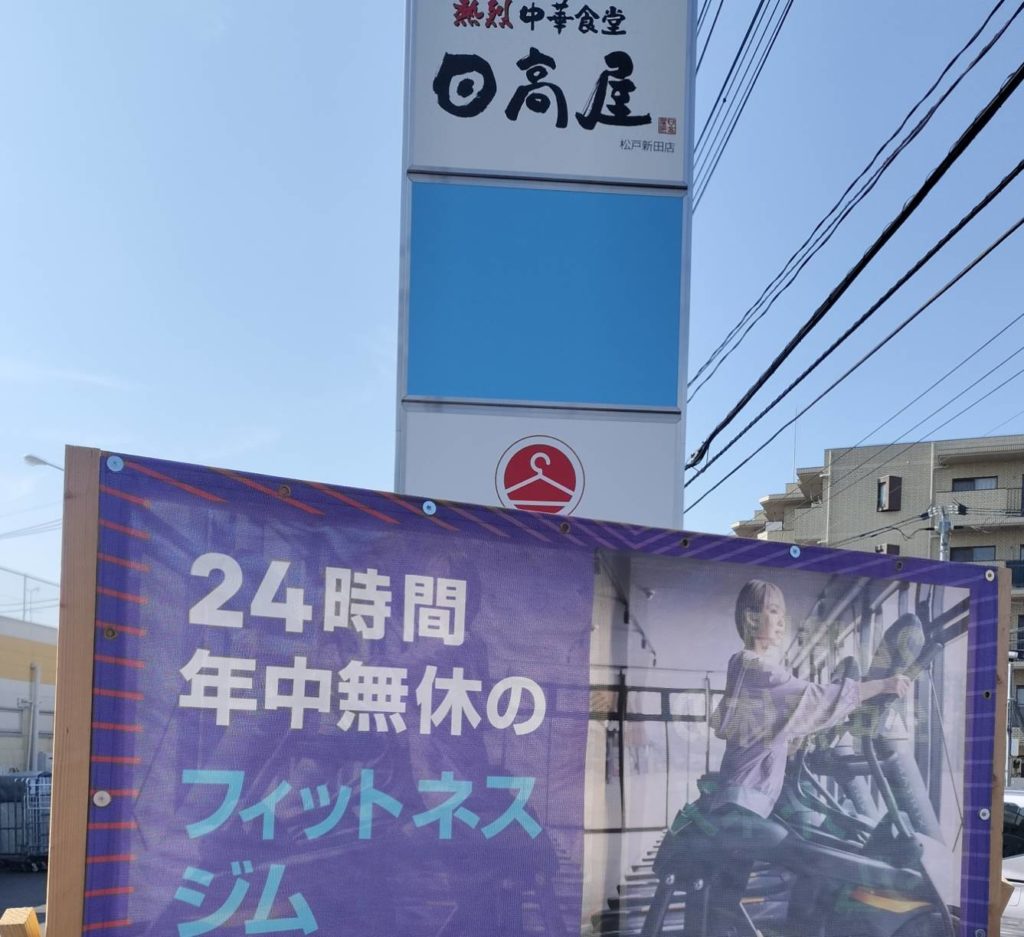 熱烈中華食堂
日高屋
松戸新田店
24時間
年中無休の
フィットネス
ジム